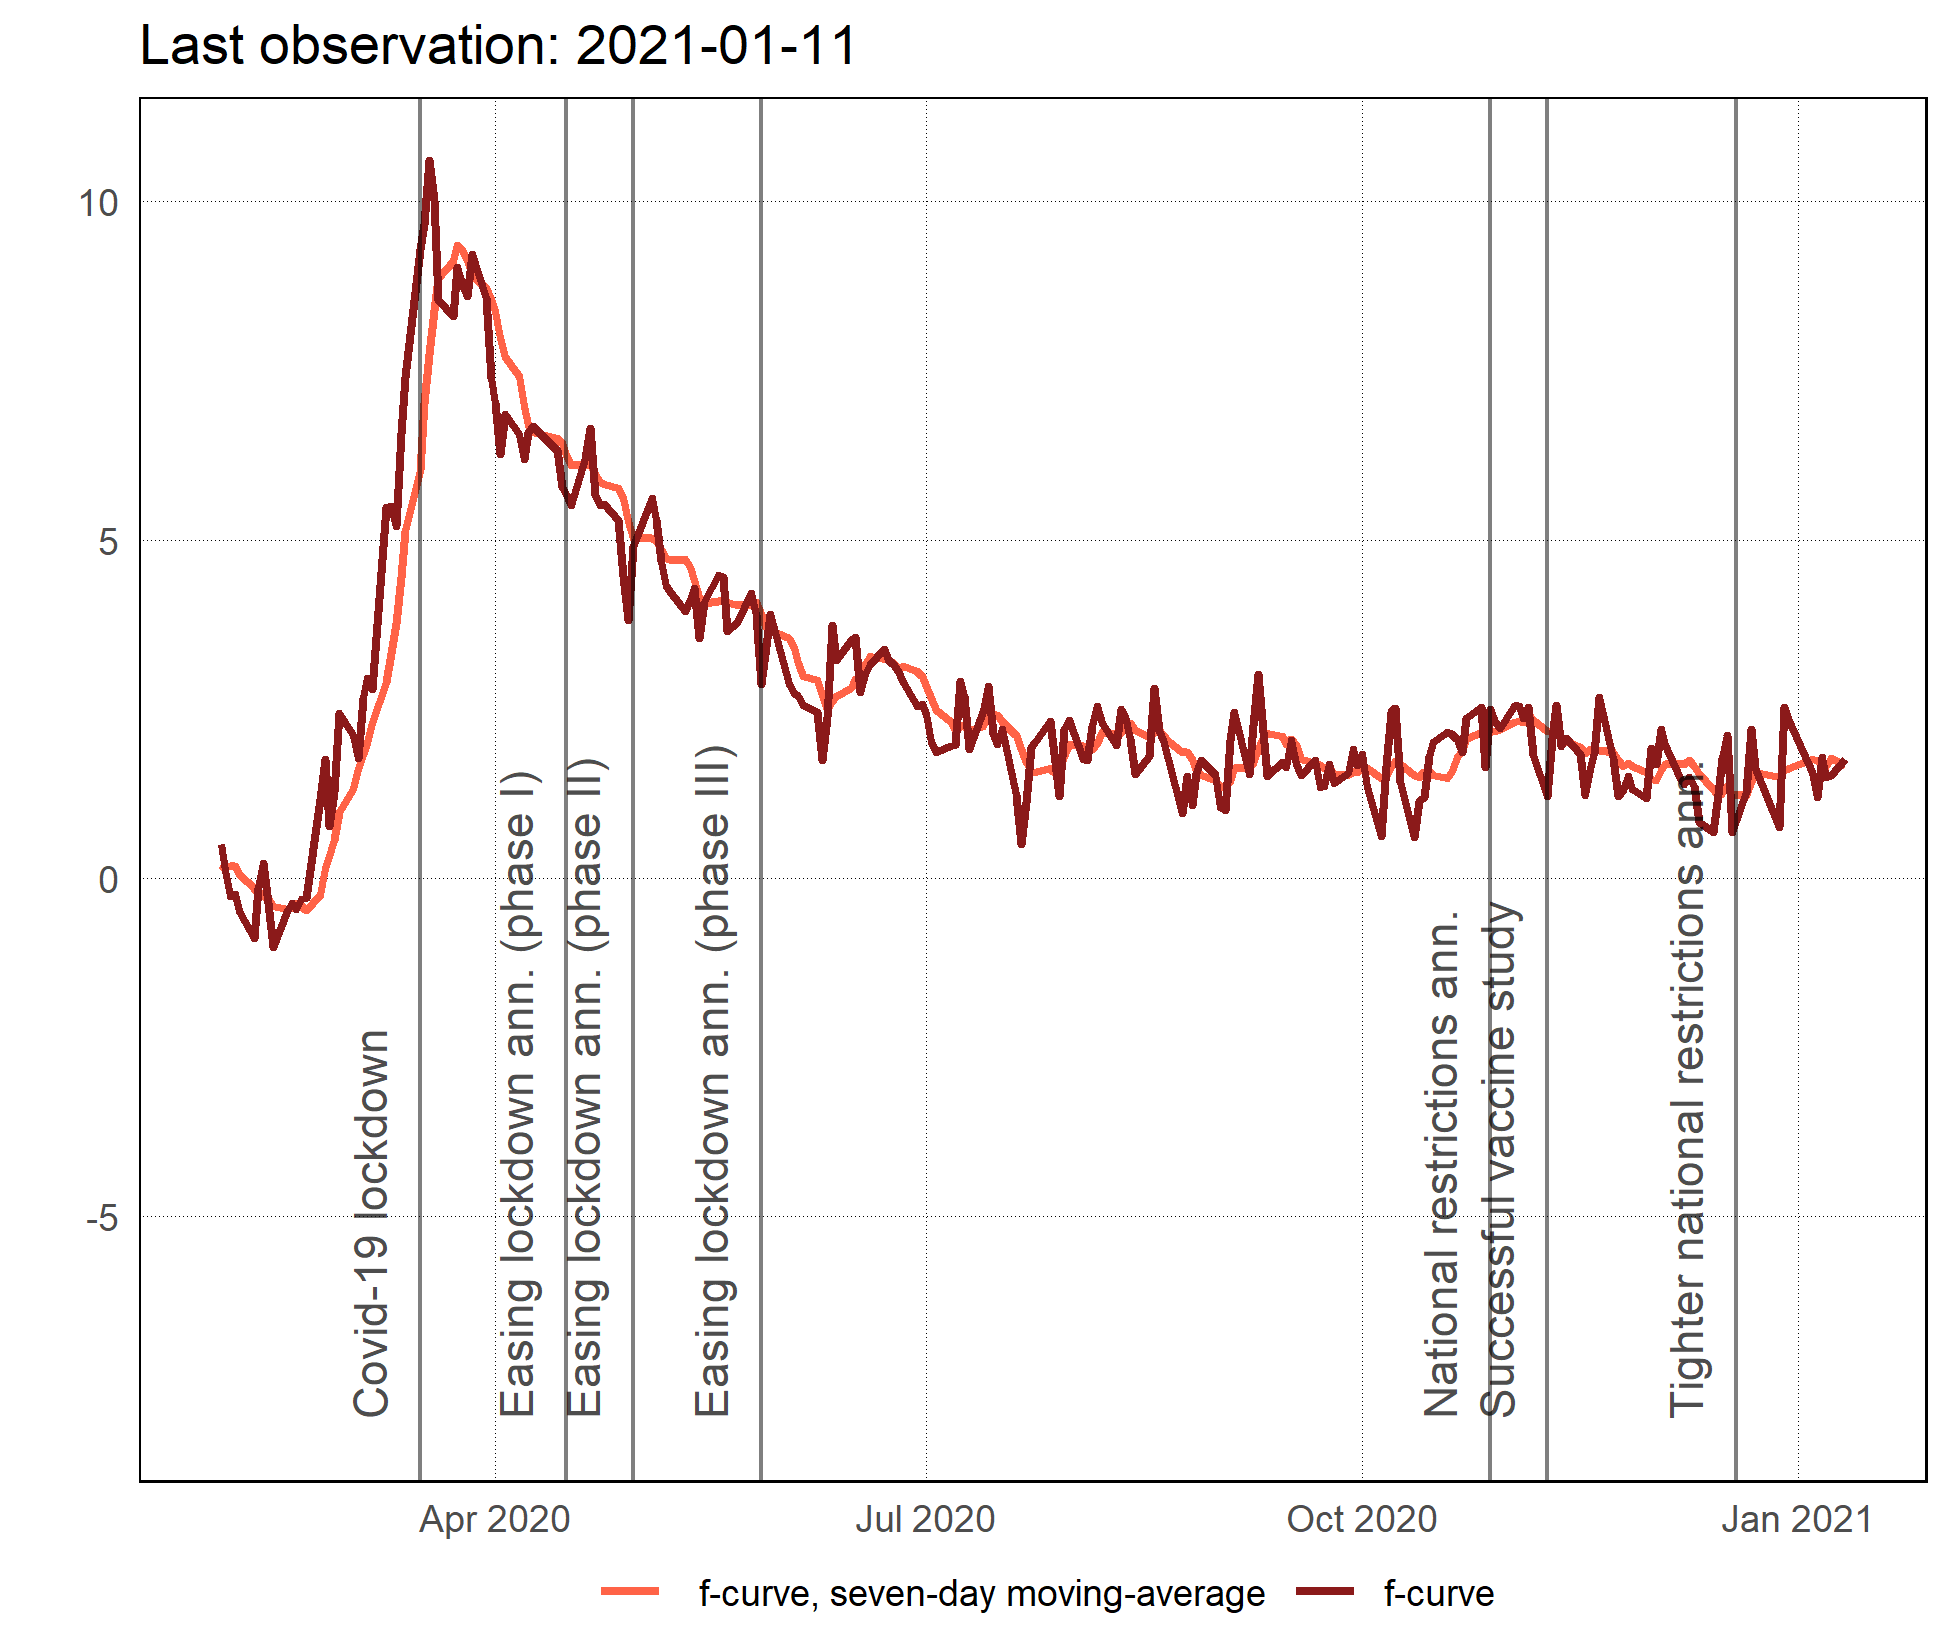 Last observation: 2021-01-11
10
5
0
-5
Covid-19 lockdown
Easing lockdown ann. (phase I)
Easing lockdown ann. (phase II)
Easing lockdown ann. (phase III)
National restrictions ann.
Successful vaccine study
Tighter national restrictions ann.
Apr 2020
Jul 2020
Oct 2020
Jan 2021
f-curve, seven-day moving-average
f-curve